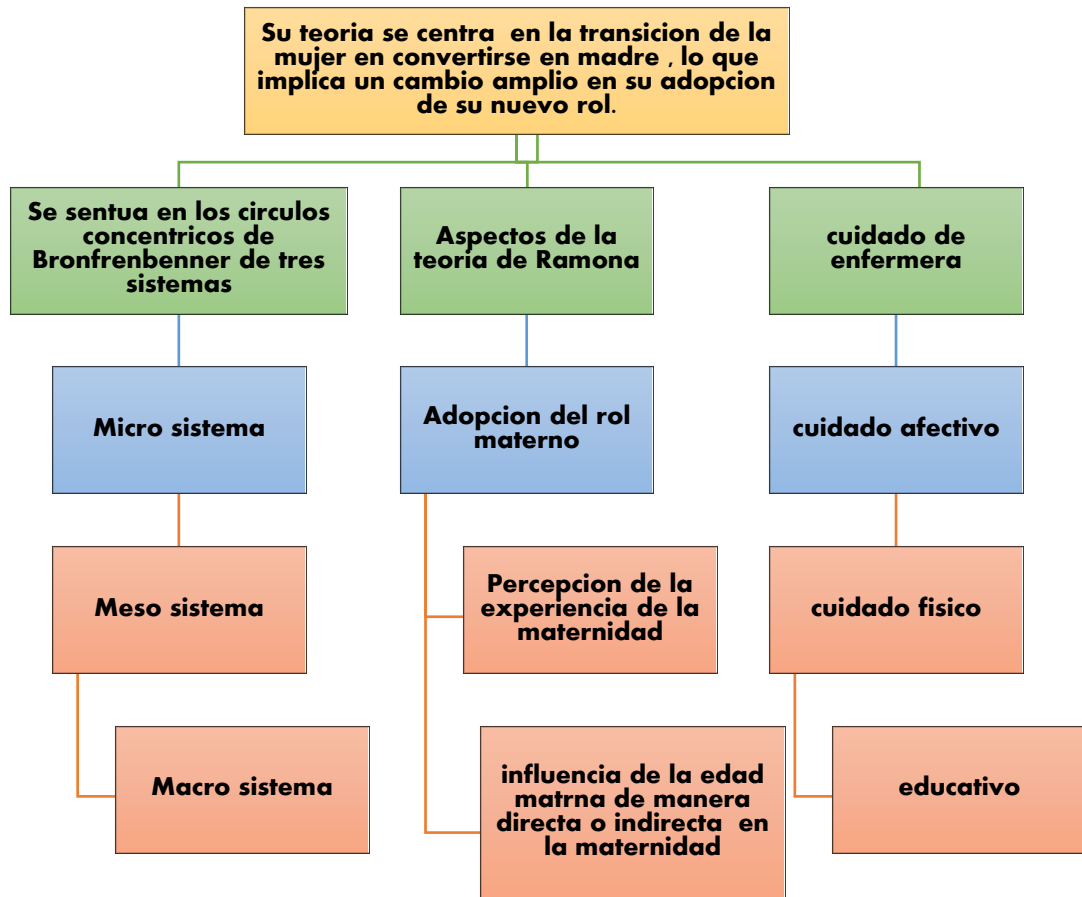 Su teoria se centra en la transicion de la
mujer en convertirse en madre , lo que
implica un cambio amplio en su adopcion
de su nuevo rol.
Se sentua en los circulos
concentricos de
Bronfrenbenner de tres
sistemas
Aspectos de la
teoria de Ramona
cuidado de
enfermera
Micro sistema
Adopcion del rol
materno
cuidado afectivo
Meso sistema
Percepcion de la
experiencia de la
maternidad
cuidado fisico
Macro sistema
influencia de la edad
matrna de manera
directa o indirecta en
la maternidad
educativo